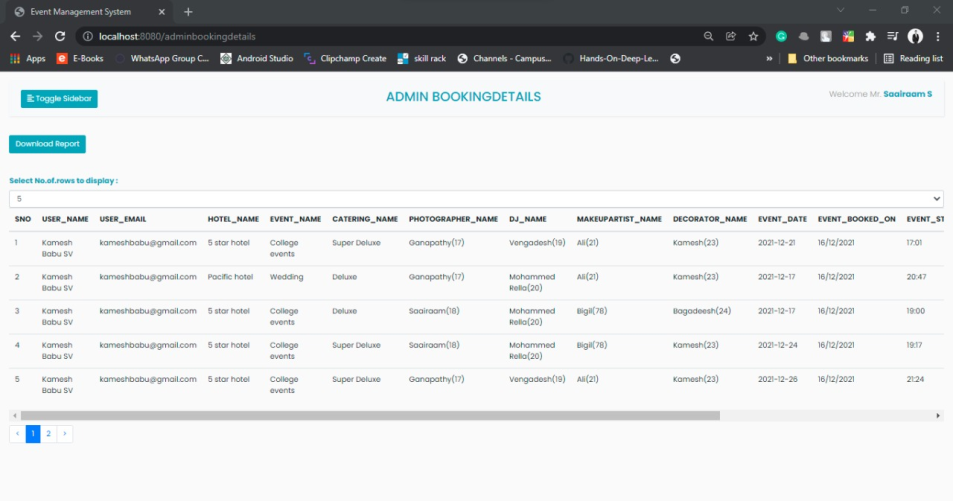 Event Management System
localhost:8080/adminbookingdetails
Apps E-Books WhatsApp Group C... Android Studio Clipchamp Create skill rack Channels - Campus... Hands-On-Deep-Le... » Other bookmarks Reading list
Toggle Sidebar ADMIN BOOKINGDETAILS Welcome Mr. Saairaam S
Download Report
Select No.of.rows to display :
5
SNO USER_NAME USER_EMAIL HOTEL_NAME EVENT_NAME CATERING_NAME PHOTOGRAPHER_NAME DJ_NAME MAKEUPARTIST_NAME DECORATOR_NAME EVENT_DATE EVENT_BOOKED_ON EVENT_ST
1 Kamesh kameshbabu@gmail.com 5 star hotel College Super Deluxe Ganapathy(17) Vengadesh(19) Ali(21) Kamesh(23) 2021-12-21 16/12/2021 17:01
Babu SV events
2 Kamesh kameshbabu@gmail.com Pacific hotel Wedding Deluxe Ganapathy(17) Mohammed Ali(21) Kamesh(23) 2021-12-17 16/12/2021 20:47
Babu SV Rella(20)
3 Kamesh kameshbabu@gmail.com 5 star hotel College Deluxe Saairaam(18) Mohammed Bigil(78) Bagadeesh(24) 2021-12-17 16/12/2021 19:00
Babu SV events Rella(20)
4 Kamesh kameshbabu@gmail.com 5 star hotel College Super Deluxe Saairaam(18) Mohammed Bigil(78) Kamesh(23) 2021-12-24 16/12/2021 19:17
Babu SV events Rella(20)
5 Kamesh kameshbabu@gmail.com 5 star hotel College Super Deluxe Ganapathy(17) Vengadesh(19) Ali(21) Kamesh(23) 2021-12-26 16/12/2021 21:24
Babu SV events
‹ 1 2 ›